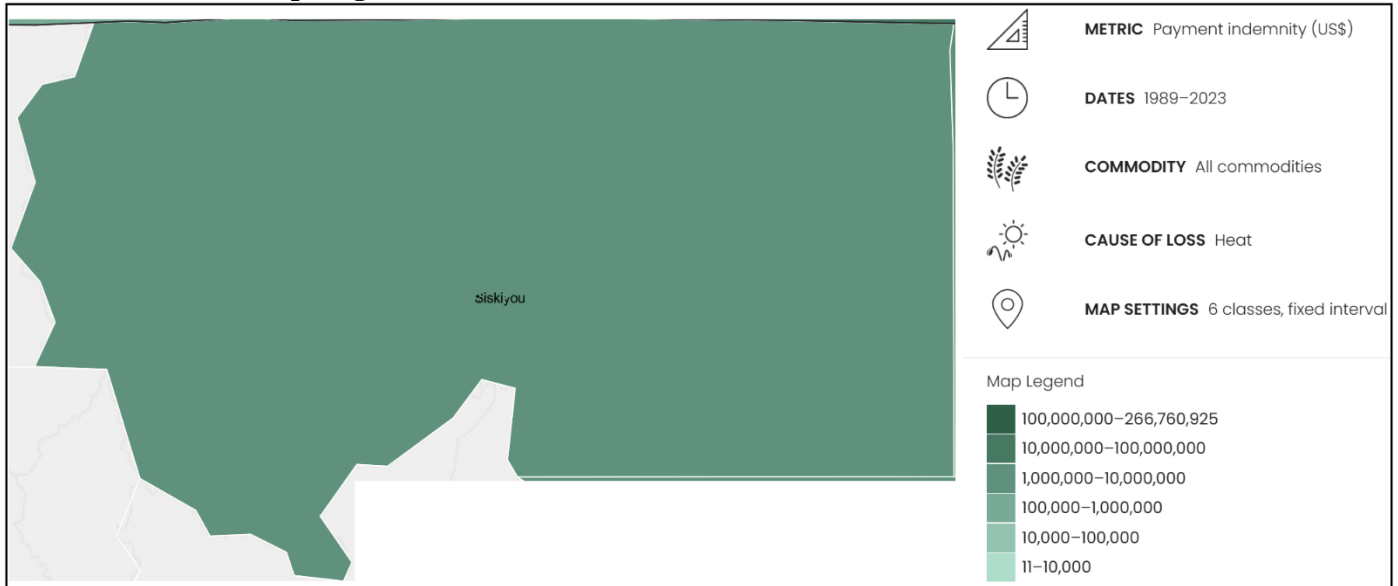 Siskiyou
METRIC Payment indemnity (US$)
DATES 1989–2023
COMMODITY All commodities
CAUSE OF LOSS Heat
MAP SETTINGS 6 classes, fixed interval
Map Legend
100,000,000–266,760,925
10,000,000–100,000,000
1,000,000–10,000,000
100,000–1,000,000
10,000–100,000
11–10,000